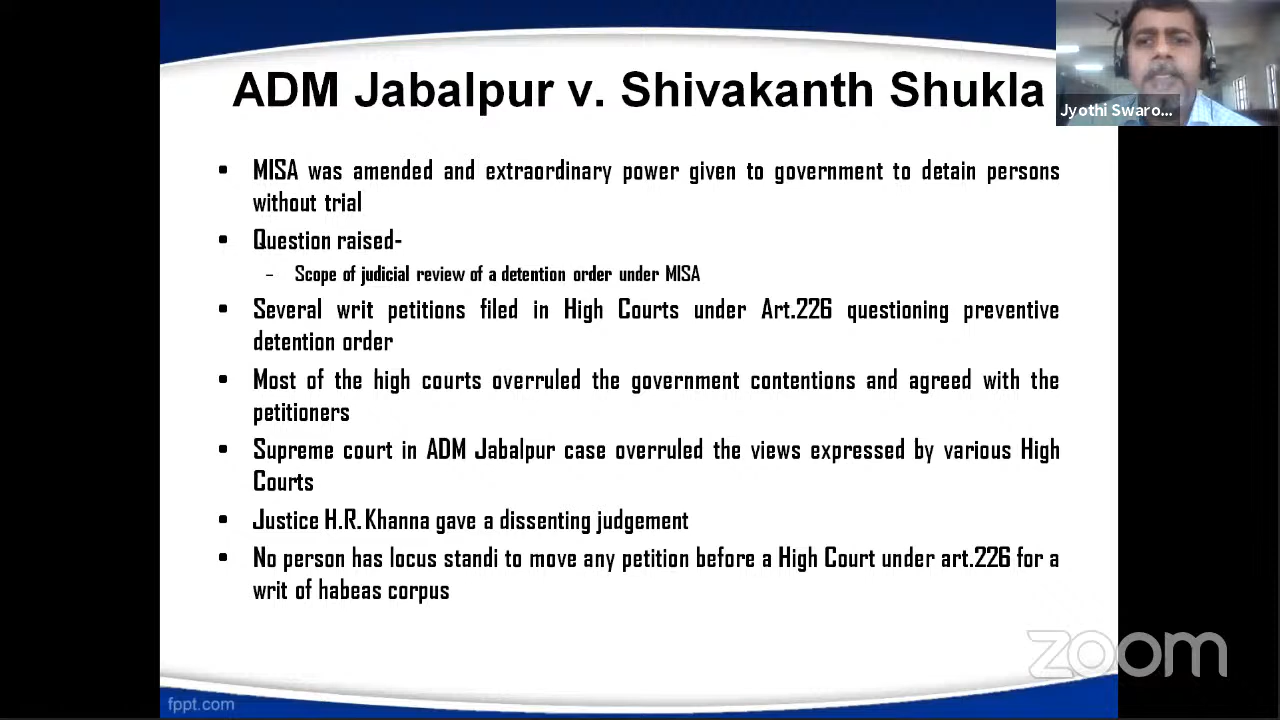 ADM Jabalpur v. Shivakanth Shukla
Jyothi Swaro...
• MISA was amended and extraordinary power given to government to detain persons
without trial
• Question raised-
– Scope of judicial review of a detention order under MISA
• Several writ petitions filed in High Courts under Art.226 questioning preventive
detention order
• Most of the high courts overruled the government contentions and agreed with the
petitioners
• Supreme court in ADM Jabalpur case overruled the views expressed by various High
Courts
• Justice H.R. Khanna gave a dissenting judgement
• No person has locus standi to move any petition before a High Court under art.226 for a
writ of habeas corpus
zoom
fppt.com